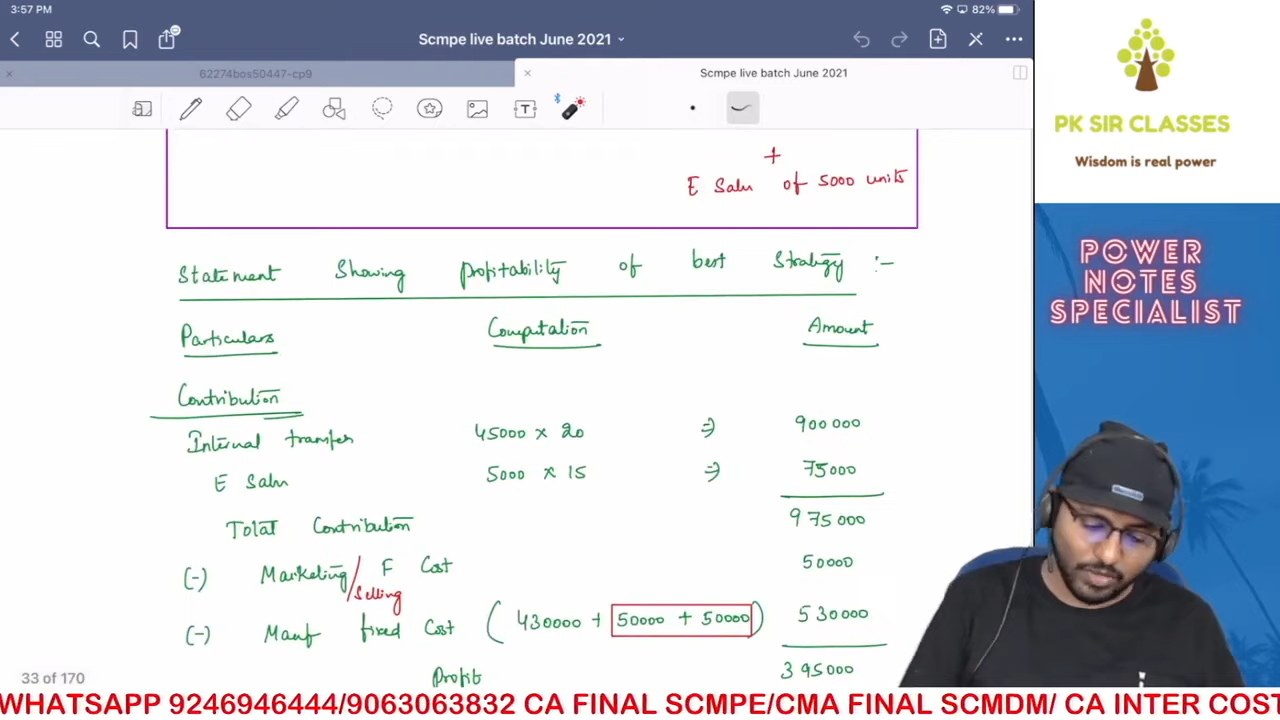 3:57 PM
82%
Scmpe live batch June 2021
62274bos50447-cp9
Scmpe live batch June 2021
T
+
E Sales of 5000 units
Statement Showing profitability of best Strategy :-
Particulars Computation Amount
Contribution
Internal transfer 45000 × 20 ⇒ 900000
E Sales 5000 × 15 ⇒ 75000
Total Contribution 975000
(-) Marketing/Selling F Cost 50000
(-) Manf fixed Cost (430000 + 50000 + 50000) 530000
Profit 395000
33 of 170
PK SIR CLASSES
Wisdom is real power
POWER
NOTES
SPECIALIST
WHATSAPP 9246946444/9063063832 CA FINAL SCMPE/CMA FINAL SCMDM/ CA INTER COST